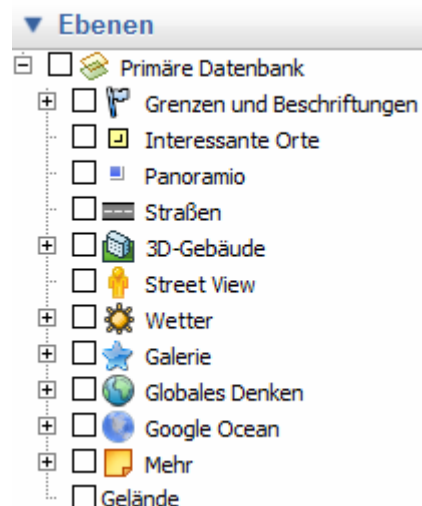 Ebenen
Primäre Datenbank
Grenzen und Beschriftungen
Interessante Orte
Panoramio
Straßen
3D-Gebäude
Street View
Wetter
Galerie
Globales Denken
Google Ocean
Mehr
Gelände